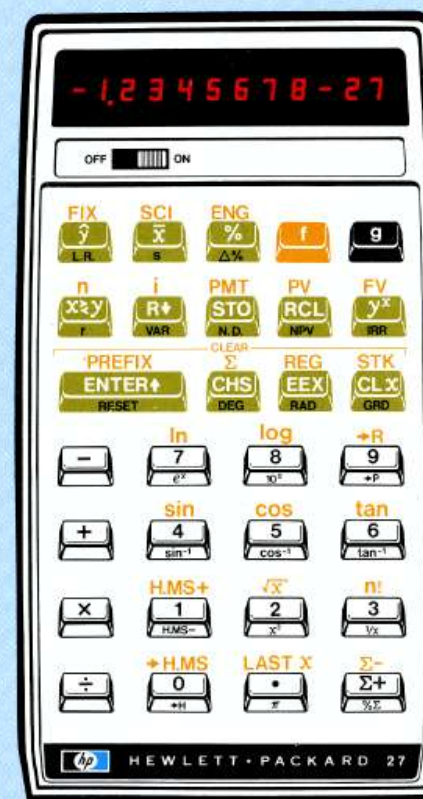 -1.2345678-27
OFF ON
FIX SCI ENG
ŷ x̄ % f g
L.R. s Δ%
n i PMT PV FV
x≷y R↓ STO RCL yˣ
r VAR N.D. NPV IRR
CLEAR
PREFIX Σ REG STK
ENTER↑ CHS EEX CLX
RESET DEG RAD GRD
ln log →R
− 7 8 9
eˣ 10ˣ →P
sin cos tan
+ 4 5 6
sin⁻¹ cos⁻¹ tan⁻¹
H.MS+ √x n!
× 1 2 3
H.MS− x² 1/x
→H.MS LAST X Σ−
÷ 0 • Σ+
→H π %Σ
hp HEWLETT·PACKARD 27